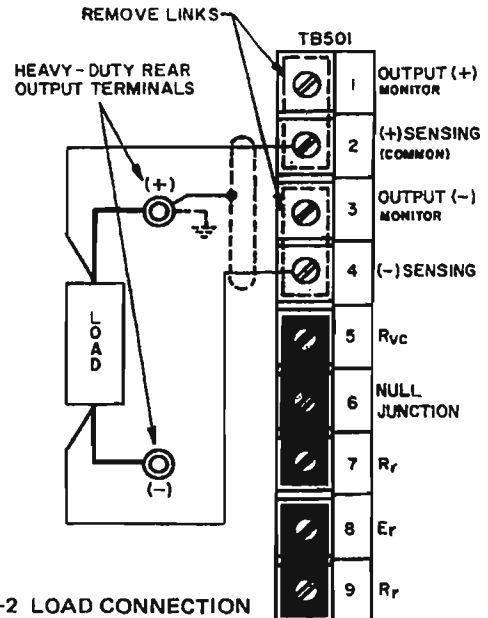 REMOVE LINKS
TB501
HEAVY-DUTY REAR
OUTPUT TERMINALS
1 OUTPUT (+)
MONITOR
2 (+) SENSING
(COMMON)
(+)
3 OUTPUT (-)
MONITOR
4 (-) SENSING
LOAD
5 Rvc
6 NULL
JUNCTION
7 Rr
(-)
8 Er
9 Rr
-2 LOAD CONNECTION